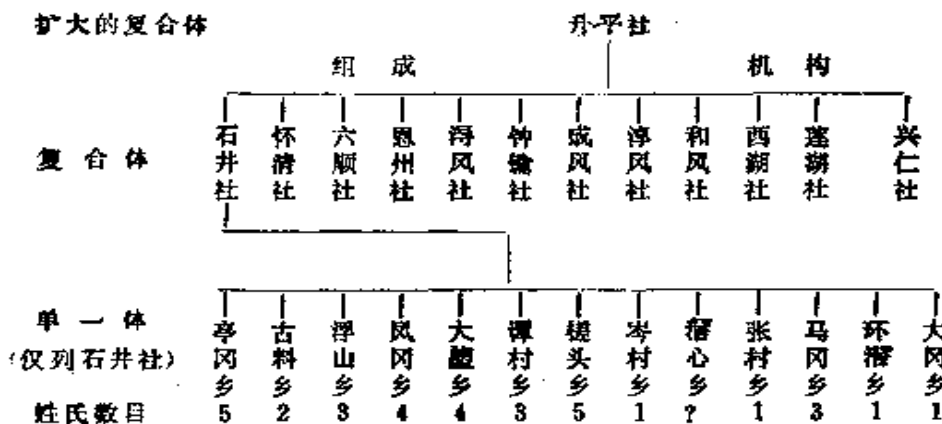 扩大的复合体 升平社
组成 机构
复合体 石井社 怀清社 六顺社 恩州社 淳风社 钟镛社 成风社 淳风社 和风社 西湖社 莲湖社 兴仁社
单一体 亭冈乡 古料乡 浮山乡 凤冈乡 大乡 潭村乡 槎头乡 岑村乡 滘心乡 张村乡 马冈乡 环滘乡 大冈乡
(仅列石井社)
姓氏数目 5 2 3 4 4 3 5 1 ? 1 3 1 1